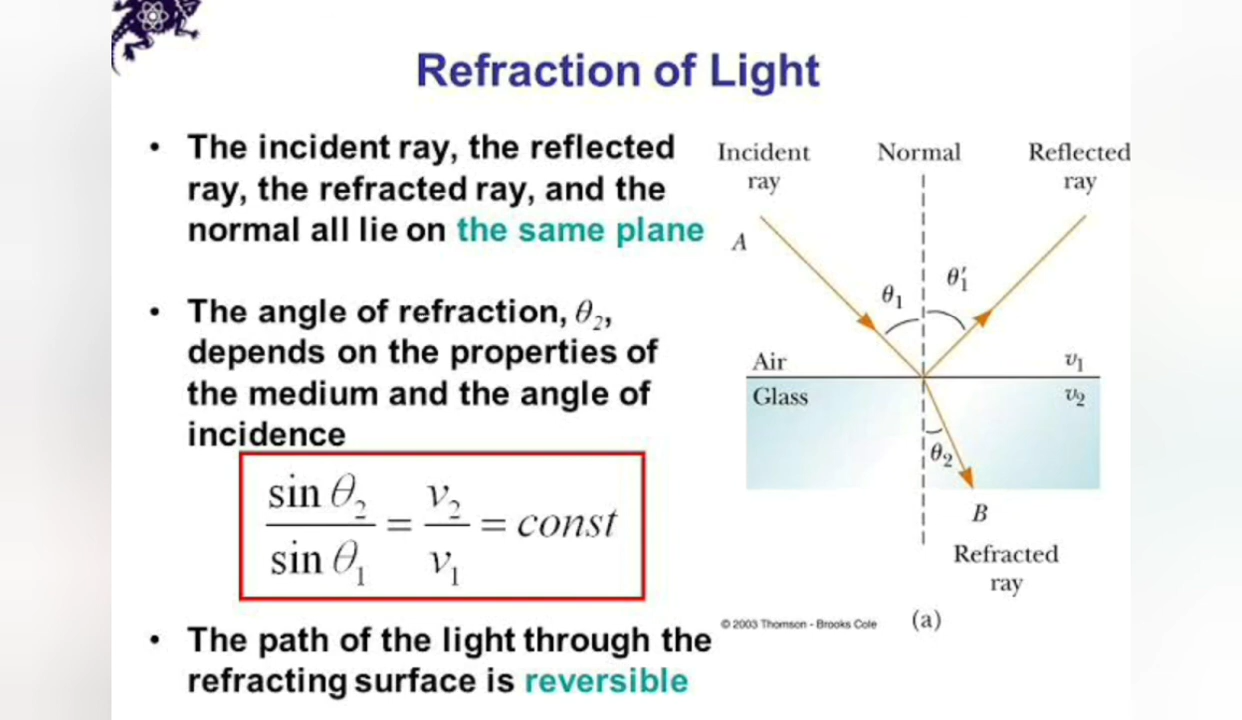 Refraction of Light
• The incident ray, the reflected
ray, the refracted ray, and the
normal all lie on the same plane
• The angle of refraction, θ₂,
depends on the properties of
the medium and the angle of
incidence
sin θ₂ / sin θ₁ = v₂ / v₁ = const
• The path of the light through the
refracting surface is reversible
Incident
ray
Normal
Reflected
ray
A
θ₁
θ′₁
Air
v₁
Glass
v₂
θ₂
B
Refracted
ray
© 2003 Thomson - Brooks Cole
(a)